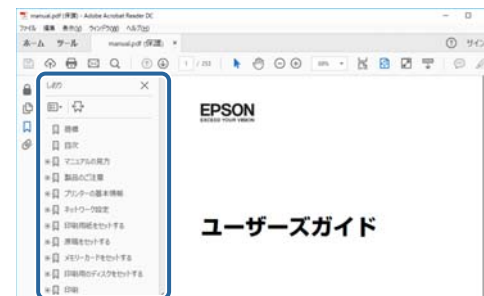 manual.pdf (保護) - Adobe Acrobat Reader DC
ファイル 編集 表示(V) ウィンドウ(W) ヘルプ(H)
ホーム ツール manual.pdf (保護) ×
1 / 253
しおり
商標
目次
マニュアルの見方
製品のご注意
プリンターの基本情報
ネットワーク設定
印刷用紙をセットする
原稿をセットする
メモリーカードをセットする
印刷用のディスクをセットする
印刷
EPSON
EXCEED YOUR VISION
ユーザーズガイド